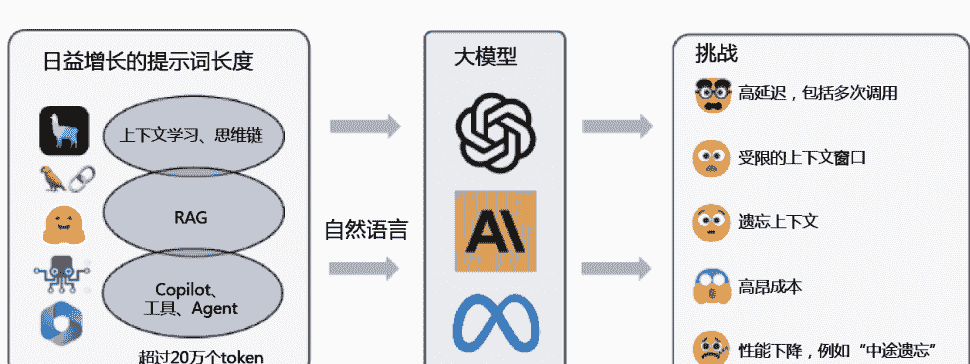 日益增长的提示词长度
上下文学习、思维链
RAG
Copilot、
工具、Agent
超过20万个token
自然语言
大模型
挑战
高延迟，包括多次调用
受限的上下文窗口
遗忘上下文
高昂成本
性能下降，例如“中途遗忘”